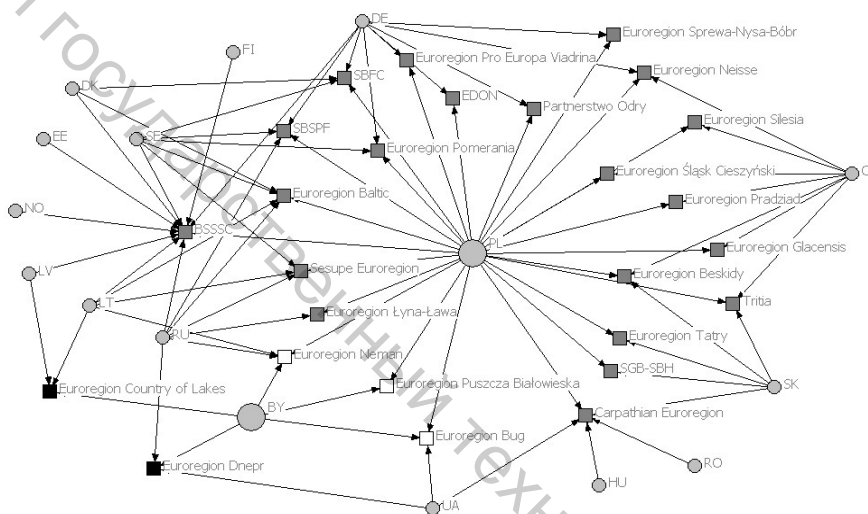 И ГОСУДАРСТВЕННЫЙ ТЕХН
DE
Euroregion Sprewa-Nysa-Bóbr
FI
Euroregion Pro Europa Viadrina
SBFC
Euroregion Neisse
DK
EDON
Partnerstwo Odry
Euroregion Silesia
SBSPF
EE
SE
Euroregion Pomerania
Euroregion Śląsk Cieszyński
Euroregion Baltic
Euroregion Pradziad
NO
BSSSC
PL
Euroregion Glacensis
LV
Sesupe Euroregion
Euroregion Beskidy
LT
Tritia
Euroregion Łyna-Ława
RU
Euroregion Tatry
Euroregion Neman
SGB-SBH
Euroregion Country of Lakes
Euroregion Puszcza Białowieska
SK
BY
Carpathian Euroregion
Euroregion Bug
Euroregion Dnepr
RO
HU
UA